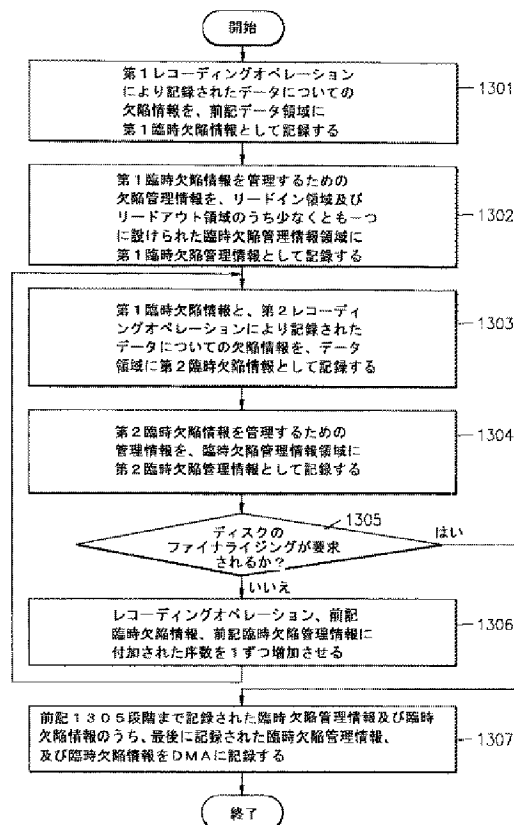 開始
第1レコーディングオペレーション
により記録されたデータについての
欠陥情報を、前記データ領域に
第1臨時欠陥情報として記録する
1301
第1臨時欠陥情報を管理するための
欠陥管理情報を、リードイン領域及び
リードアウト領域のうち少なくとも一つ
に設けられた臨時欠陥管理情報領域に
第1臨時欠陥管理情報として記録する
1302
第1臨時欠陥情報と、第2レコーディ
ングオペレーションにより記録された
データについての欠陥情報を、データ
領域に第2臨時欠陥情報として記録する
1303
第2臨時欠陥情報を管理するための
管理情報を、臨時欠陥管理情報領域に
第2臨時欠陥管理情報として記録する
1304
1305
ディスクの
ファイナライジングが要求
されるか?
はい
いいえ
レコーディングオペレーション、前記
臨時欠陥情報、前記臨時欠陥管理情報に
付加された序数を1ずつ増加させる
1306
前記1305段階まで記録された臨時欠陥管理情報及び臨時
欠陥情報のうち、最後に記録された臨時欠陥管理情報、
及び臨時欠陥情報をDMAに記録する
1307
終了